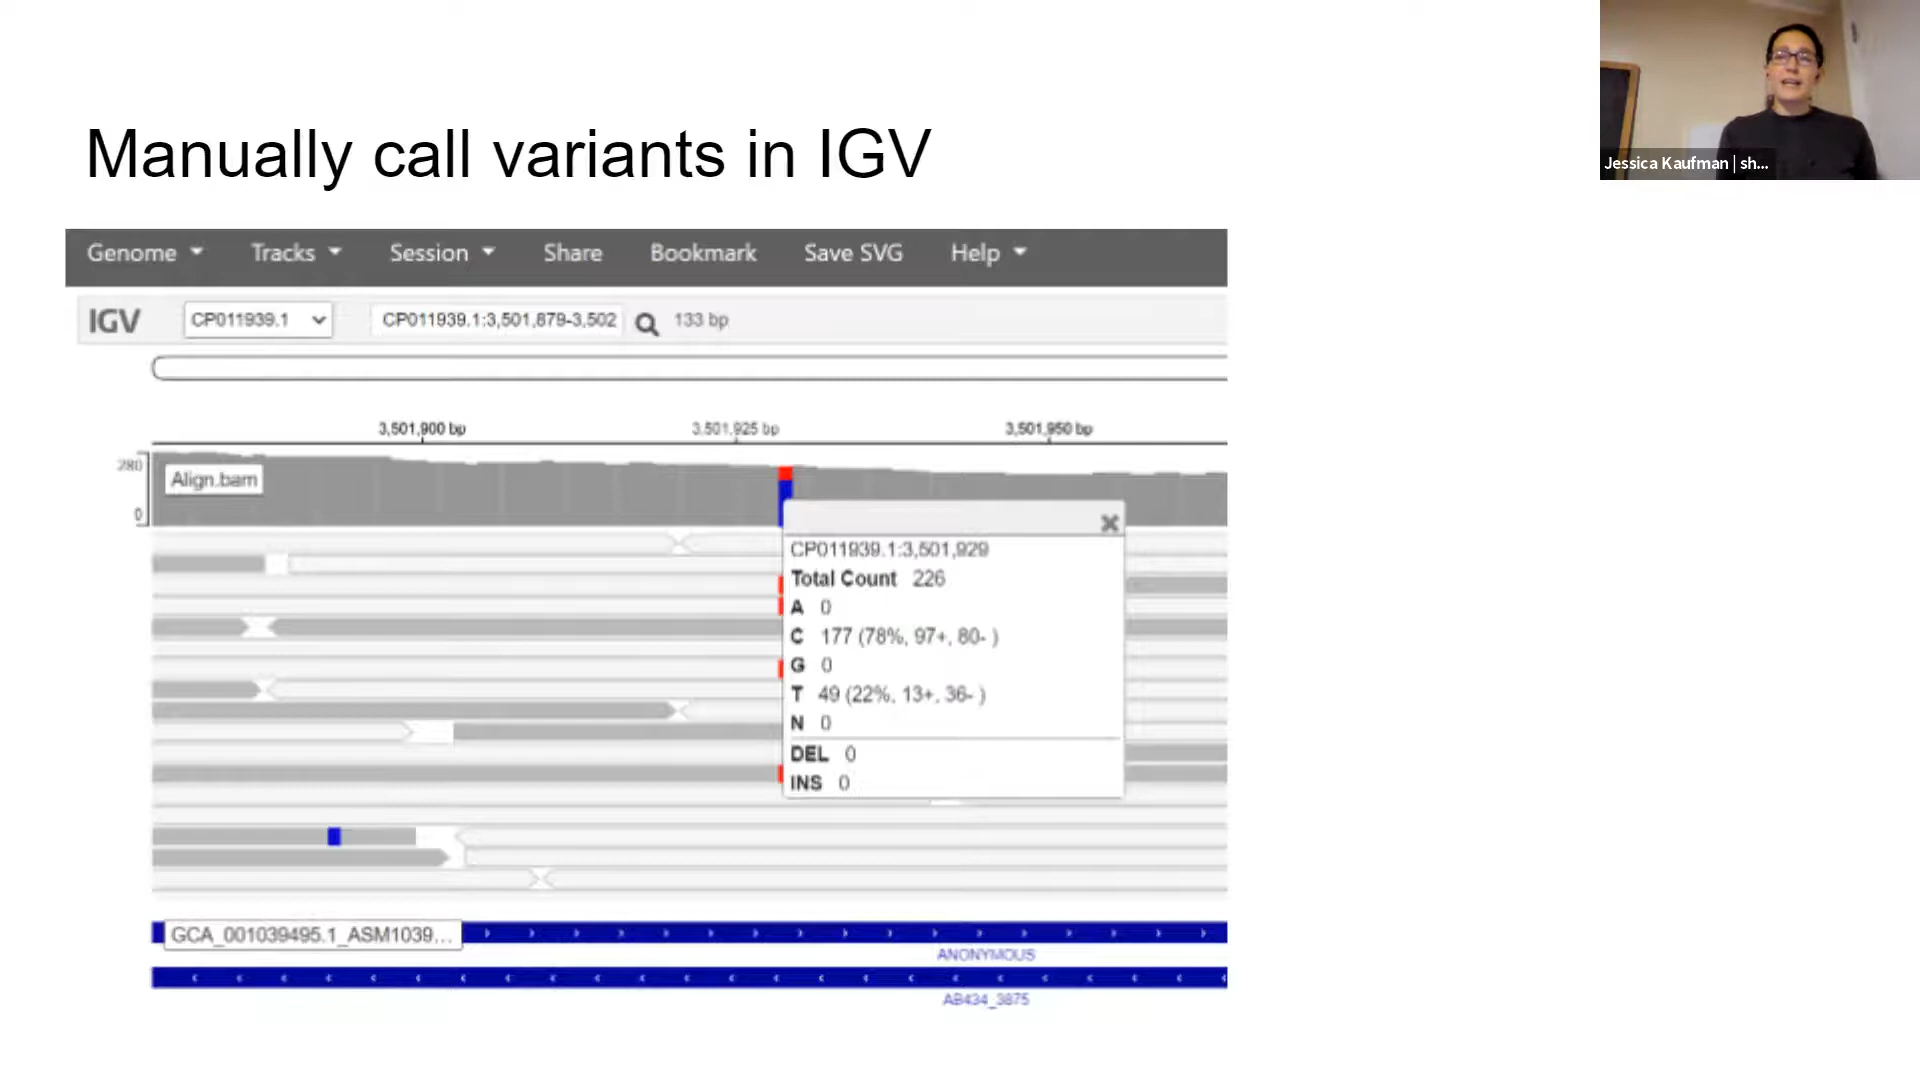 Jessica Kaufman | sh...
Manually call variants in IGV
Genome Tracks Session Share Bookmark Save SVG Help
IGV CP011939.1 CP011939.1:3,501,879-3,502 133 bp
3,501,900 bp 3,501,925 bp 3,501,950 bp
280
Align.bam
0
CP011939.1:3,501,929
Total Count 226
A 0
C 177 (78%, 97+, 80- )
G 0
T 49 (22%, 13+, 36- )
N 0
DEL 0
INS 0
GCA_001039495.1_ASM1039...
ANONYMOUS
AB434_3875